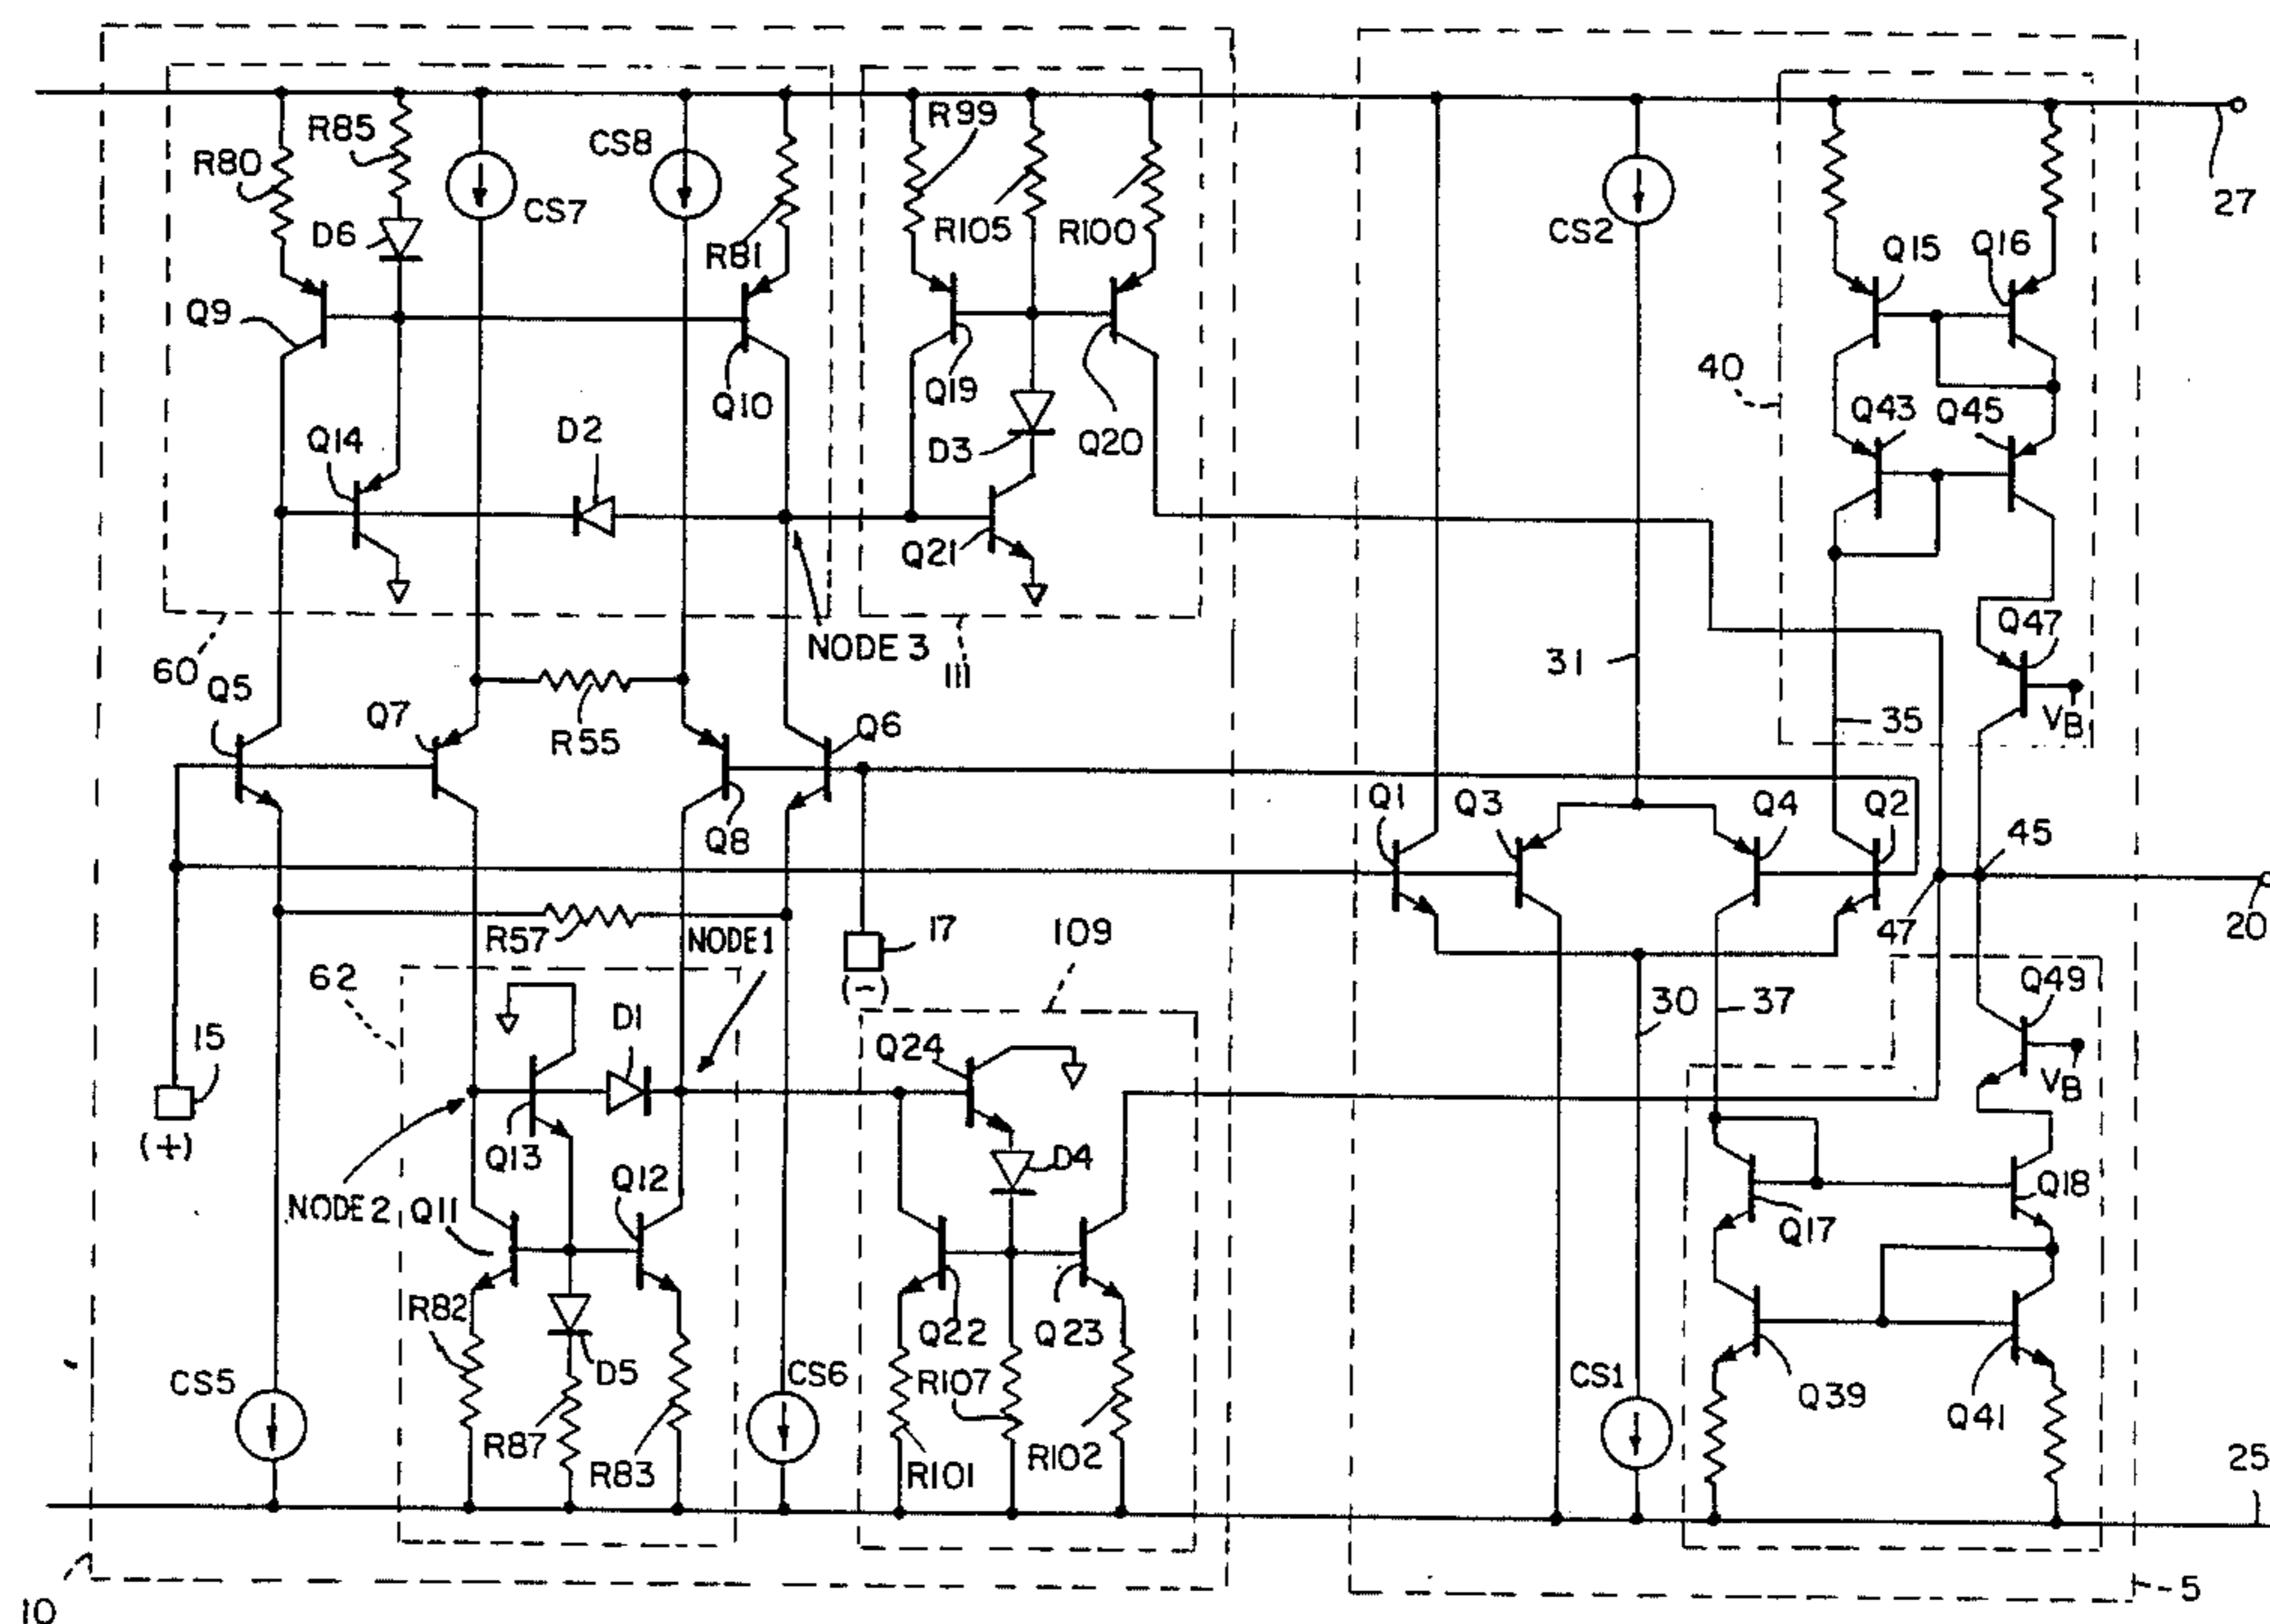 R85
R80
D6
Q9
CS7
CS8
R81
Q10
R99
R105
R100
Q19
D3
Q20
Q21
Q14
D2
60
NODE 3
111
CS2
27
Q15
Q16
40
Q43
Q45
Q47
VB
31
35
Q5
Q7
R55
Q6
Q8
Q1
Q3
Q4
Q2
45
47
20
R57
NODE 1
17
(-)
109
62
30
37
Q49
VB
15
(+)
D1
Q24
Q13
D4
NODE 2
Q11
Q12
Q17
Q18
R82
D5
Q22
Q23
CS5
R87
R83
CS6
R107
R101
R102
CS1
Q39
Q41
25
10
5